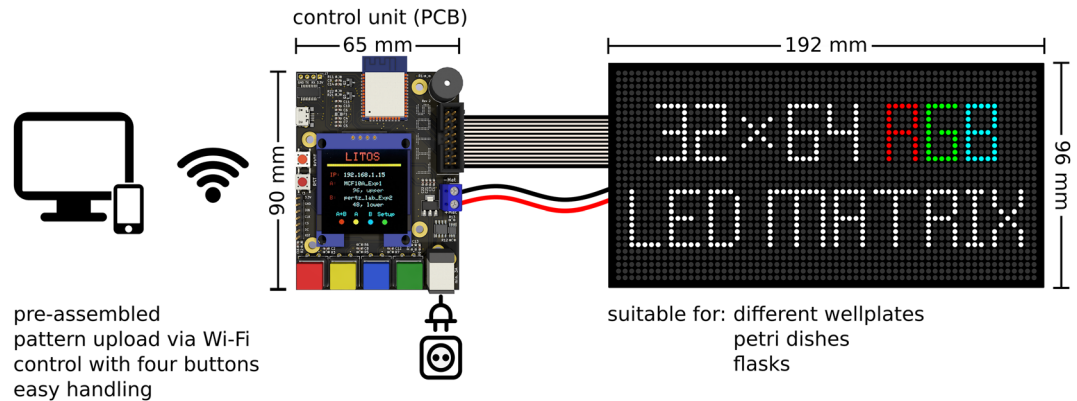 control unit (PCB)
65 mm
192 mm
90 mm
96 mm
LITOS
IP: 192.168.1.15
A: MCF10A_Exp1
96, upper
B: pertz_lab_Exp2
48, lower
A+B A B Setup
32×64 RGB
LED MATRIX
pre-assembled
pattern upload via Wi-Fi
control with four buttons
easy handling
suitable for: different wellplates
petri dishes
flasks